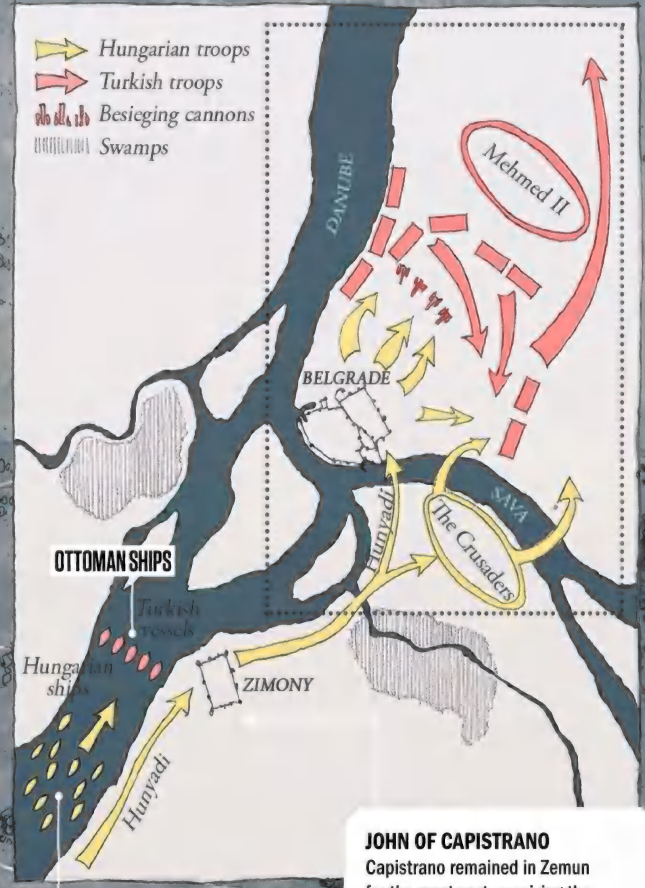 Hungarian troops
Turkish troops
Besieging cannons
Swamps
DANUBE
Mehmed II
BELGRADE
Hunyadi
The Crusaders
SAVA
OTTOMAN SHIPS
Turkish
vessels
Hungarian
ships
ZIMONY
Hunyadi
JOHN OF CAPISTRANO
Capistrano remained in Zemun